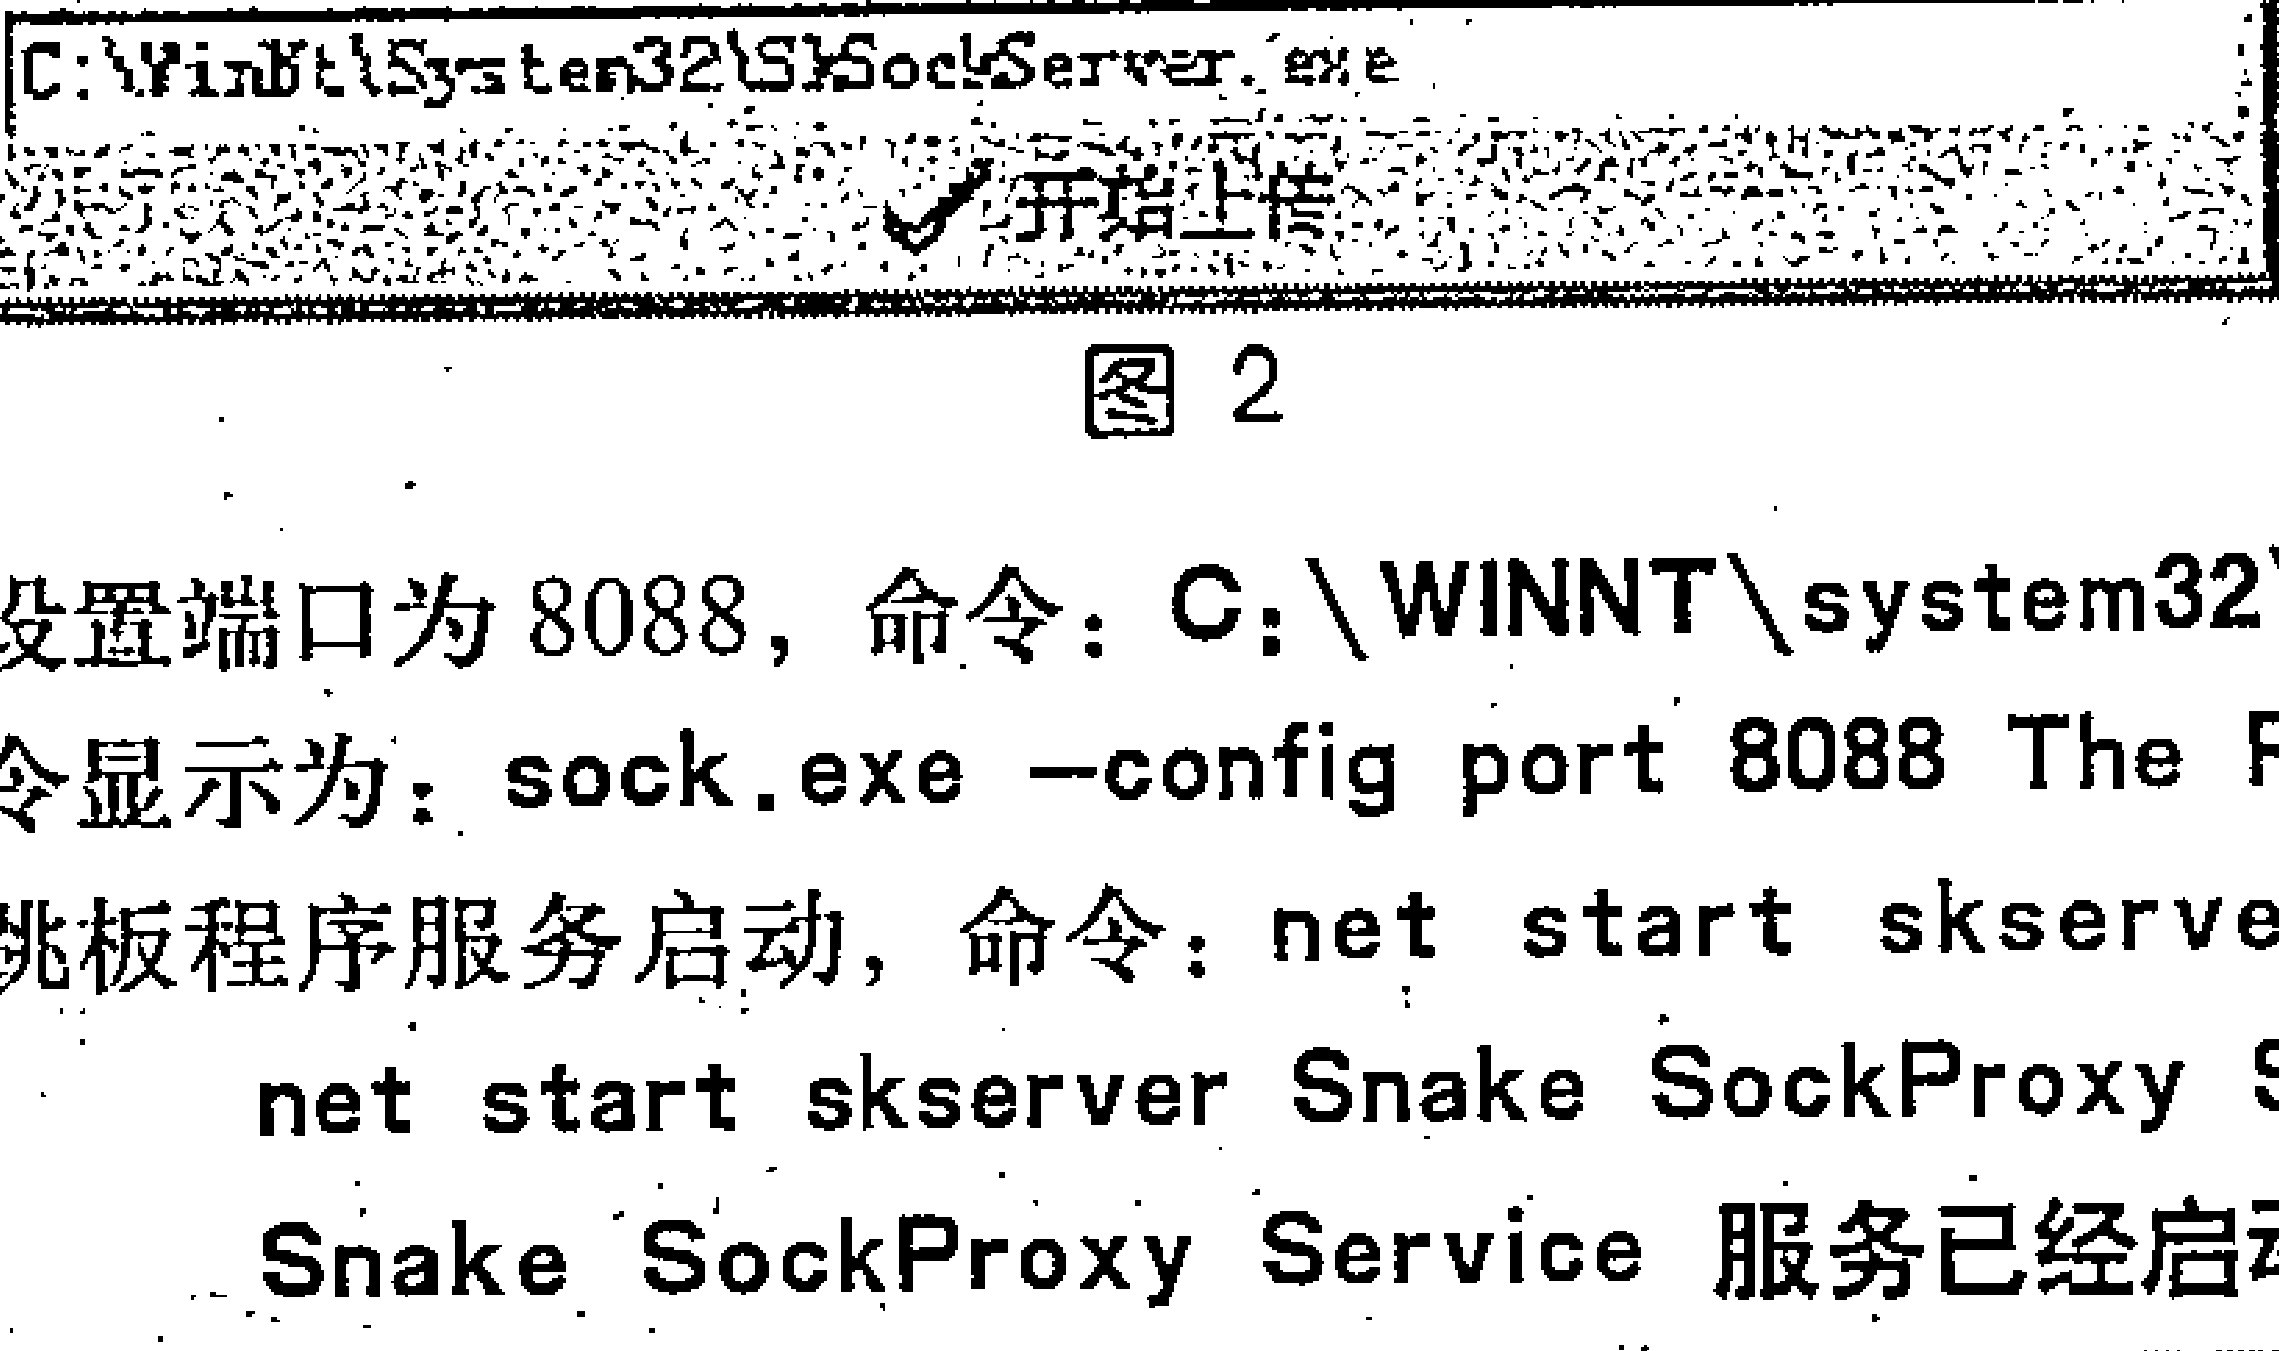 C:\WinNt\System32\SkSockServer.exe
开始上传
图 2
设置端口为 8088，命令：C:\WINNT\system32\
令显示为：sock.exe —config port 8088 The
跳板程序服务启动，命令：net start skserve
net start skserver Snake SockProxy S
Snake SockProxy Service 服务已经启动